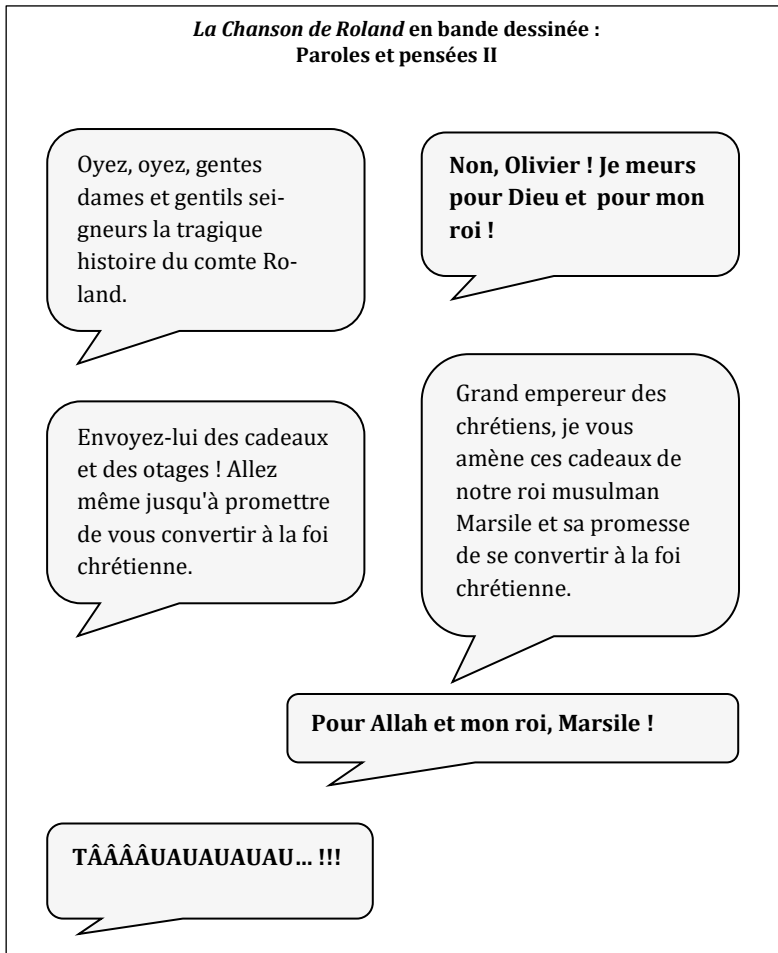 La Chanson de Roland en bande dessinée :
Paroles et pensées II
Oyez, oyez, gentes
dames et gentils sei-
gneurs la tragique
histoire du comte Ro-
land.
Non, Olivier ! Je meurs
pour Dieu et  pour mon
roi !
Envoyez-lui des cadeaux
et des otages ! Allez
même jusqu'à promettre
de vous convertir à la foi
chrétienne.
Grand empereur des
chrétiens, je vous
amène ces cadeaux de
notre roi musulman
Marsile et sa promesse
de se convertir à la foi
chrétienne.
Pour Allah et mon roi, Marsile !
TÂÂÂÂUAUAUAUAU… !!!